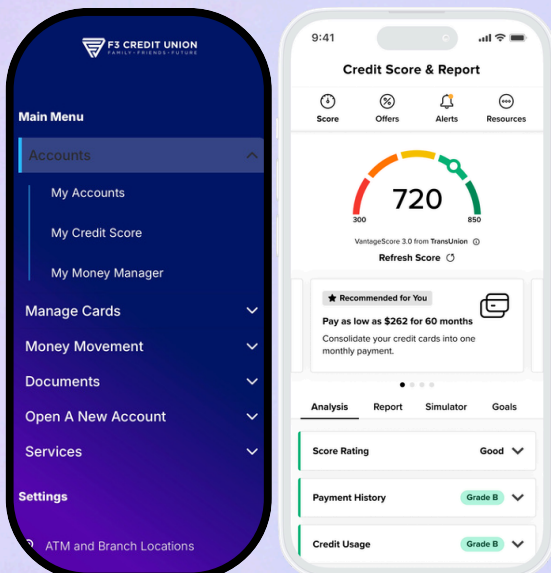 F3 CREDIT UNION
FAMILY•FRIENDS•FUTURE
Main Menu
Accounts
My Accounts
My Credit Score
My Money Manager
Manage Cards
Money Movement
Documents
Open A New Account
Services
Settings
ATM and Branch Locations
9:41
Credit Score & Report
Score Offers Alerts Resources
720
300 850
VantageScore 3.0 from TransUnion
Refresh Score
Recommended for You
Pay as low as $262 for 60 months
Consolidate your credit cards into one
monthly payment.
Analysis Report Simulator Goals
Score Rating Good
Payment History Grade B
Credit Usage Grade B